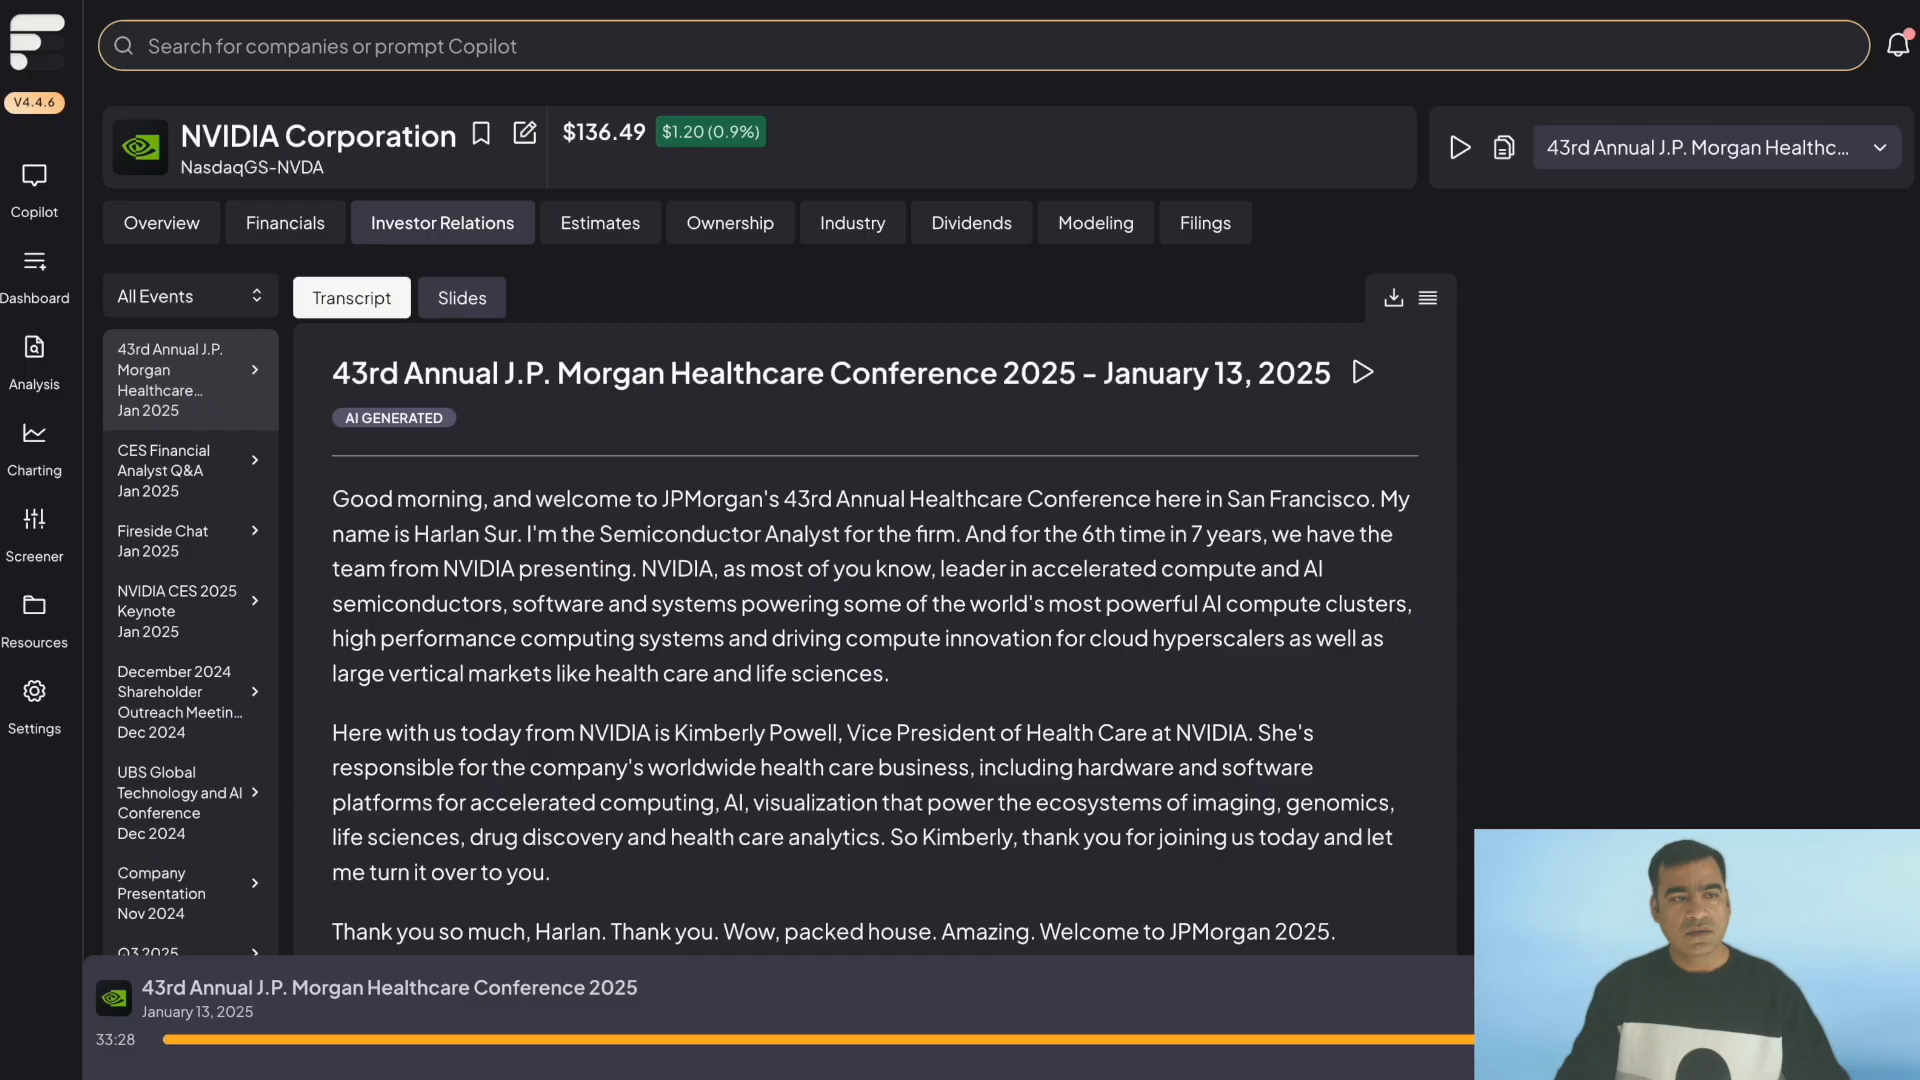 Search for companies or prompt Copilot
V4.4.6
Copilot
Dashboard
Analysis
Charting
Screener
Resources
Settings
NVIDIA Corporation
NasdaqGS-NVDA
$136.49
$1.20 (0.9%)
43rd Annual J.P. Morgan Healthc...
Overview
Financials
Investor Relations
Estimates
Ownership
Industry
Dividends
Modeling
Filings
All Events
43rd Annual J.P.
Morgan
Healthcare...
Jan 2025
CES Financial
Analyst Q&A
Jan 2025
Fireside Chat
Jan 2025
NVIDIA CES 2025
Keynote
Jan 2025
December 2024
Shareholder
Outreach Meetin...
Dec 2024
UBS Global
Technology and AI
Conference
Dec 2024
Company
Presentation
Nov 2024
Q3 2025
Transcript
Slides
43rd Annual J.P. Morgan Healthcare Conference 2025 - January 13, 2025
AI GENERATED
Good morning, and welcome to JPMorgan's 43rd Annual Healthcare Conference here in San Francisco. My
name is Harlan Sur. I'm the Semiconductor Analyst for the firm. And for the 6th time in 7 years, we have the
team from NVIDIA presenting. NVIDIA, as most of you know, leader in accelerated compute and AI
semiconductors, software and systems powering some of the world's most powerful AI compute clusters,
high performance computing systems and driving compute innovation for cloud hyperscalers as well as
large vertical markets like health care and life sciences.
Here with us today from NVIDIA is Kimberly Powell, Vice President of Health Care at NVIDIA. She's
responsible for the company's worldwide health care business, including hardware and software
platforms for accelerated computing, AI, visualization that power the ecosystems of imaging, genomics,
life sciences, drug discovery and health care analytics. So Kimberly, thank you for joining us today and let
me turn it over to you.
Thank you so much, Harlan. Thank you. Wow, packed house. Amazing. Welcome to JPMorgan 2025.
43rd Annual J.P. Morgan Healthcare Conference 2025
January 13, 2025
33:28